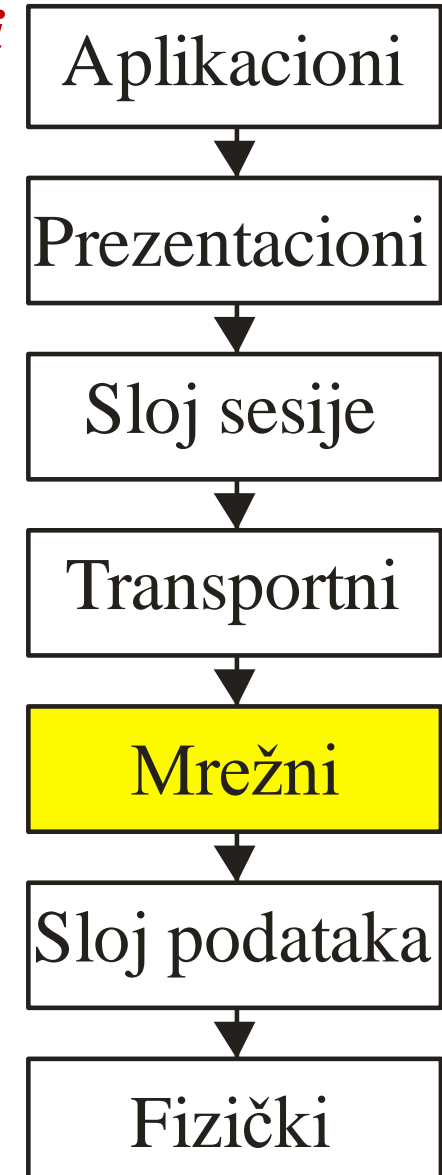 i
Aplikacioni
Prezentacioni
Sloj sesije
Transportni
Mrežni
Sloj podataka
Fizički